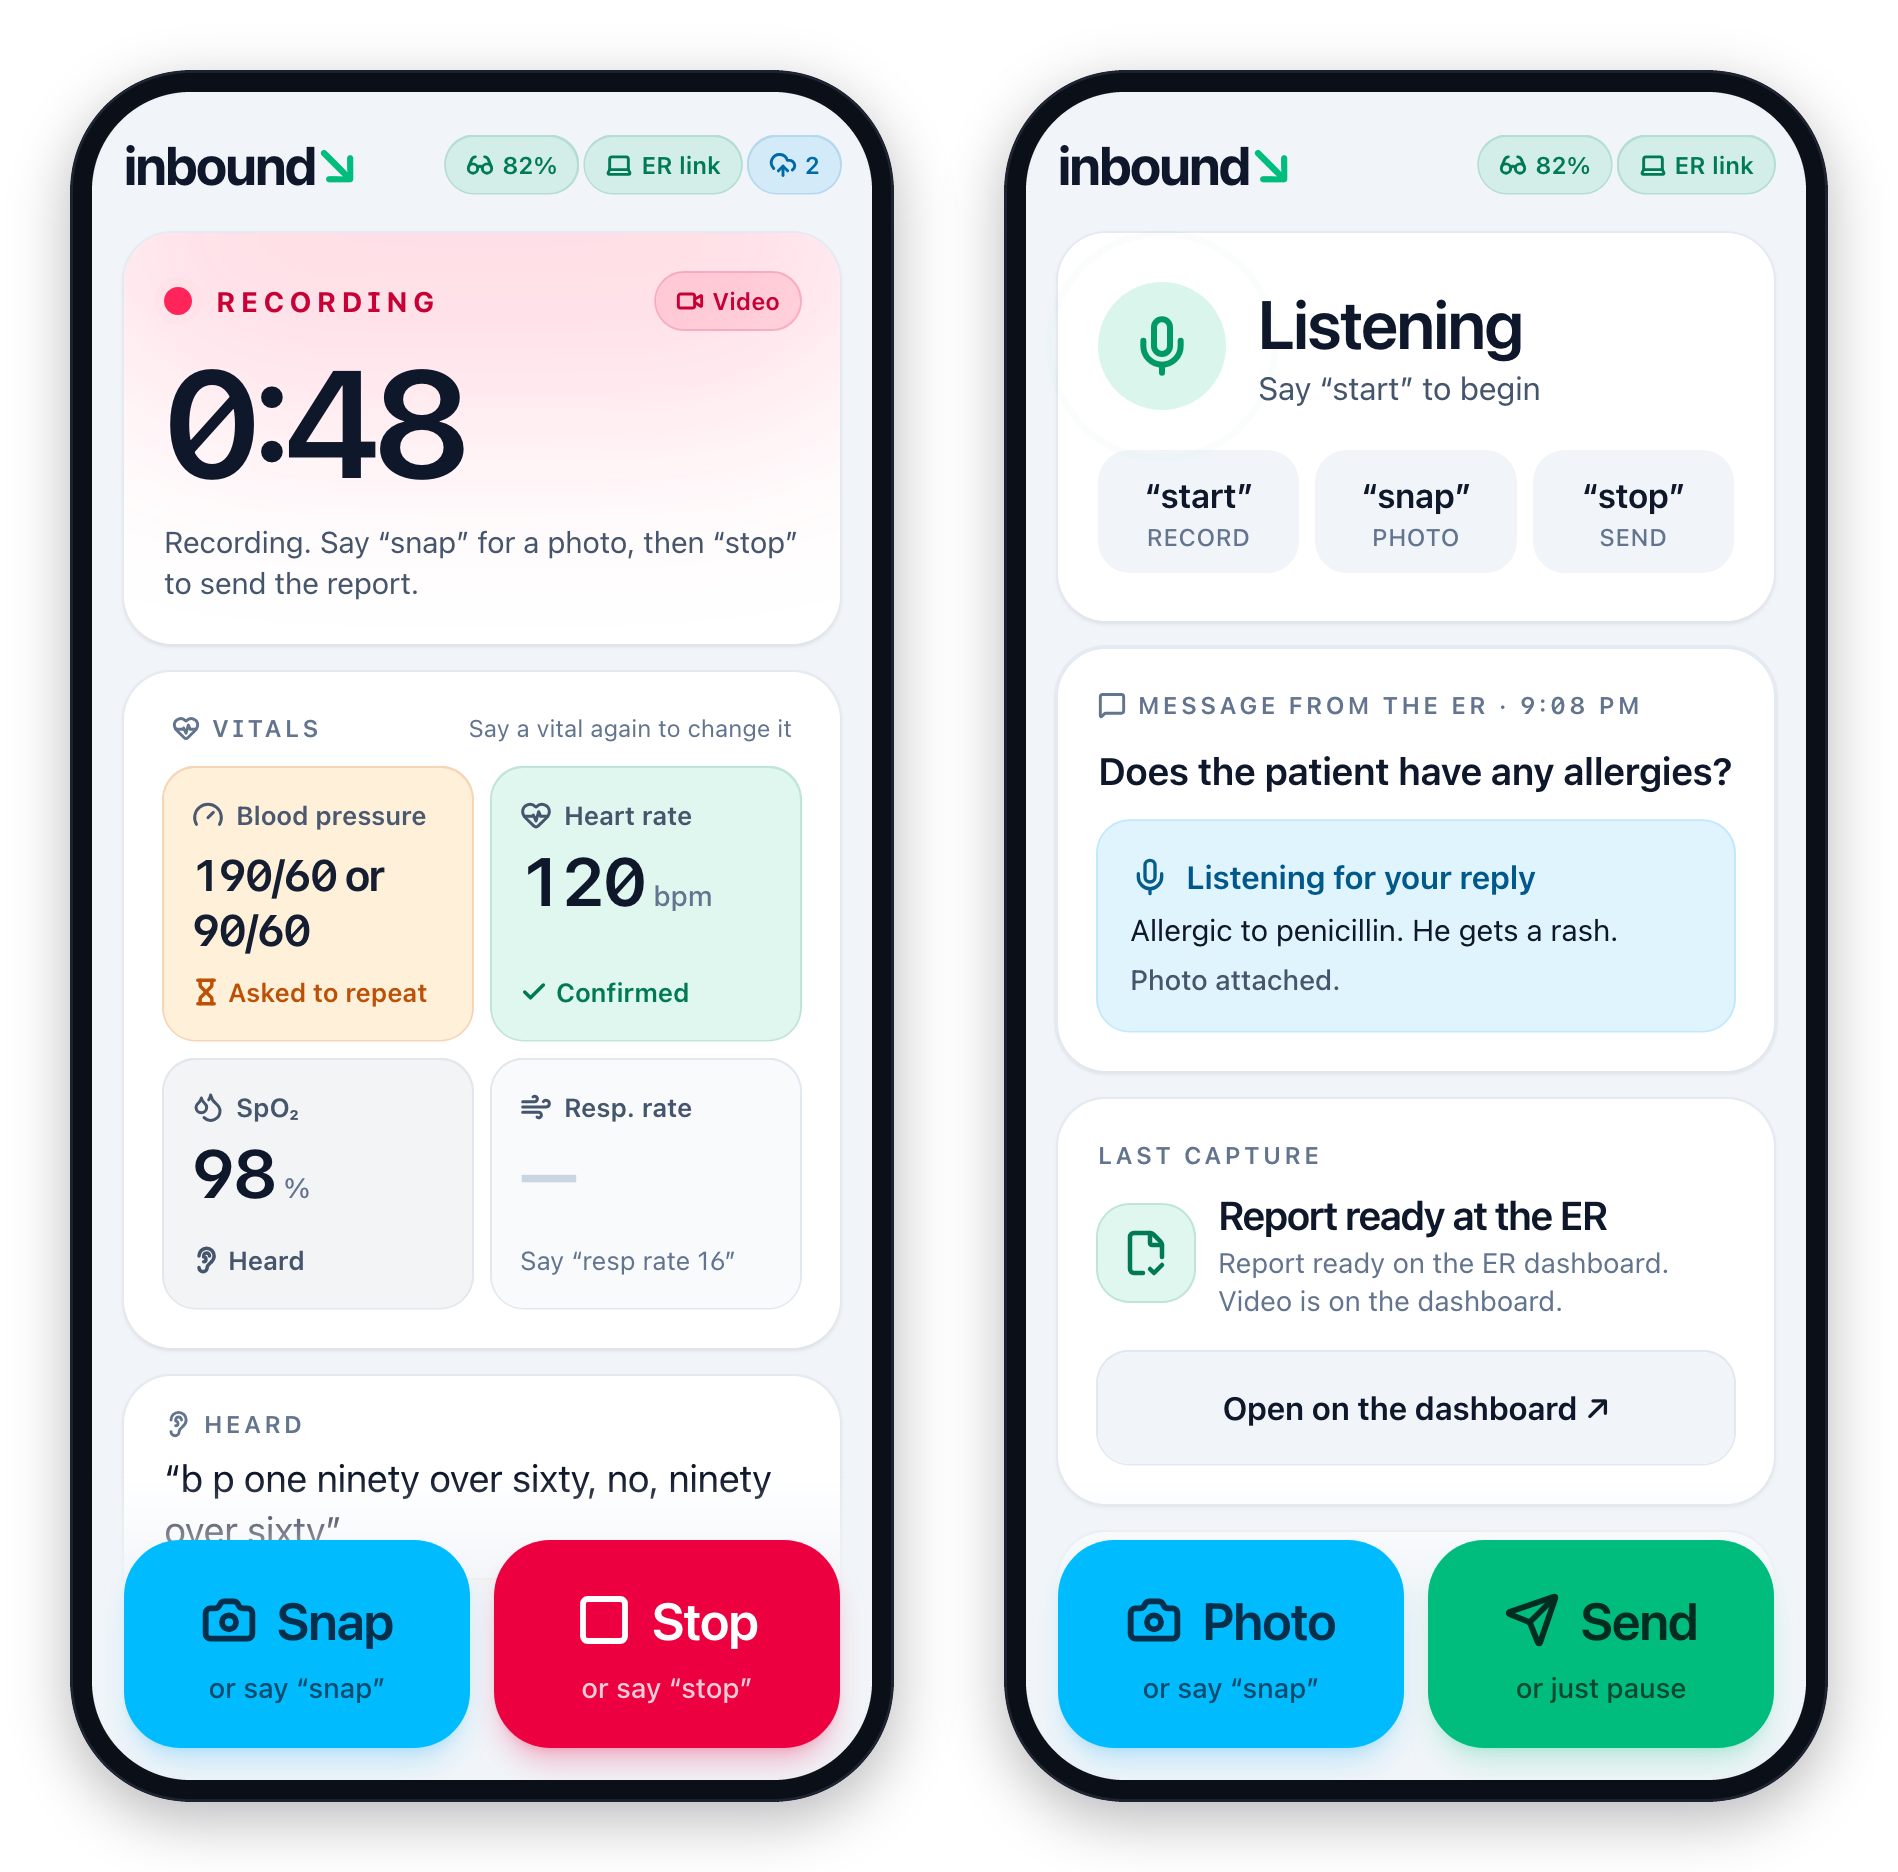 inbound
82%
ER link
2
RECORDING
Video
0:48
Recording. Say “snap” for a photo, then “stop”
to send the report.
VITALS
Say a vital again to change it
Blood pressure
190/60 or
90/60
Asked to repeat
Heart rate
120 bpm
Confirmed
SpO₂
98 %
Heard
Resp. rate
—
Say “resp rate 16”
HEARD
“b p one ninety over sixty, no, ninety
over sixty”
Snap
or say “snap”
Stop
or say “stop”
inbound
82%
ER link
Listening
Say “start” to begin
“start”
RECORD
“snap”
PHOTO
“stop”
SEND
MESSAGE FROM THE ER · 9:08 PM
Does the patient have any allergies?
Listening for your reply
Allergic to penicillin. He gets a rash.
Photo attached.
LAST CAPTURE
Report ready at the ER
Report ready on the ER dashboard.
Video is on the dashboard.
Open on the dashboard
Photo
or say “snap”
Send
or just pause